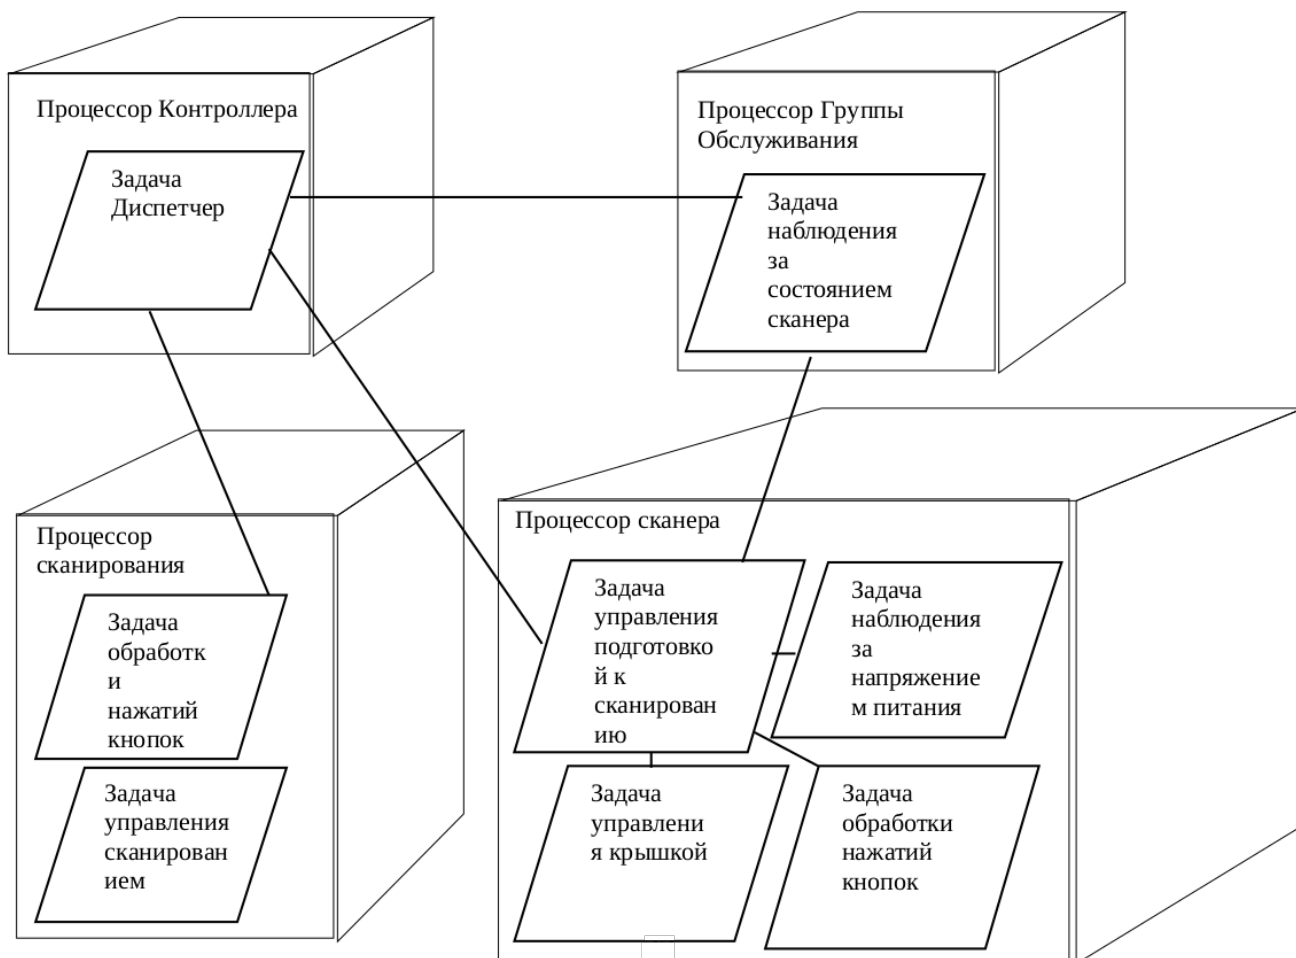 Процессор Контроллера
Задача
Диспетчер
Процессор Группы
Обслуживания
Задача
наблюдения
за
состоянием
сканера
Процессор
сканирования
Задача
обработк
и
нажатий
кнопок
Задача
управления
сканирован
ием
Процессор сканера
Задача
управления
подготовко
й к
сканирован
ию
Задача
наблюдения
за
напряжение
м питания
Задача
управлени
я крышкой
Задача
обработки
нажатий
кнопок